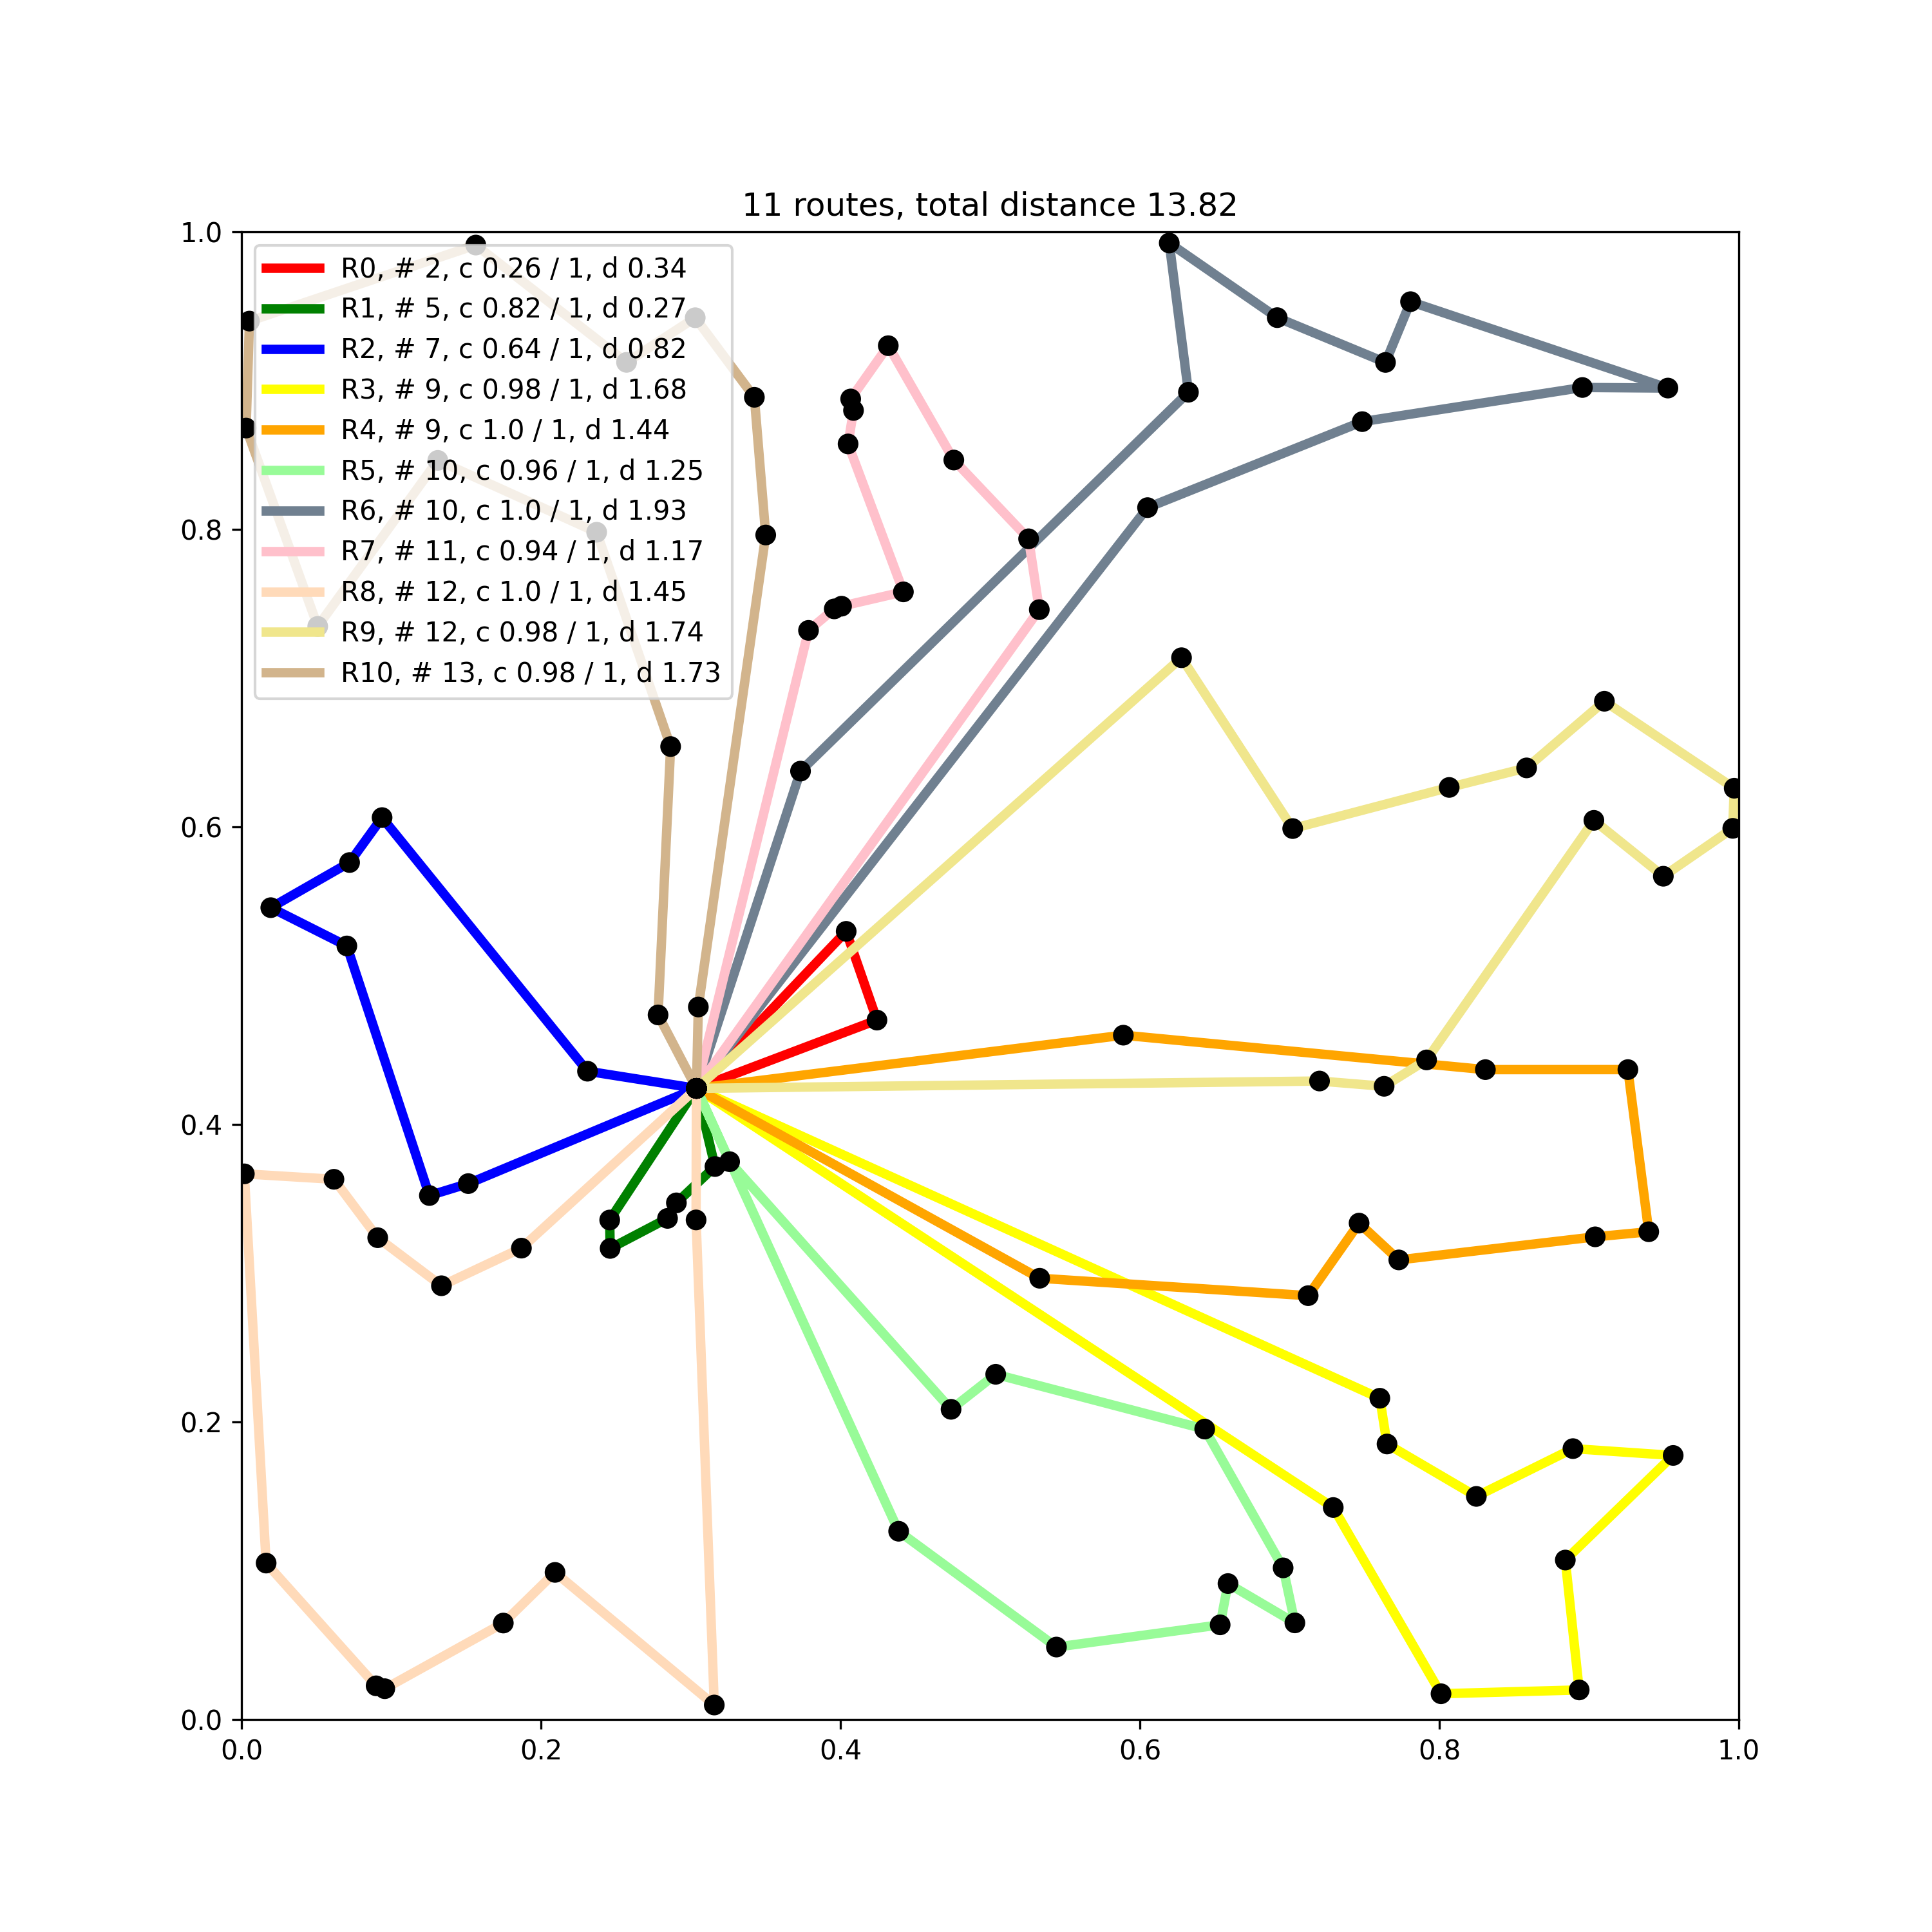 11 routes, total distance 13.82
1.0
0.8
0.6
0.4
0.2
0.0
R0, # 2, c 0.26 / 1, d 0.34
R1, # 5, c 0.82 / 1, d 0.27
R2, # 7, c 0.64 / 1, d 0.82
R3, # 9, c 0.98 / 1, d 1.68
R4, # 9, c 1.0 / 1, d 1.44
R5, # 10, c 0.96 / 1, d 1.25
R6, # 10, c 1.0 / 1, d 1.93
R7, # 11, c 0.94 / 1, d 1.17
R8, # 12, c 1.0 / 1, d 1.45
R9, # 12, c 0.98 / 1, d 1.74
R10, # 13, c 0.98 / 1, d 1.73
0.0 0.2 0.4 0.6 0.8 1.0